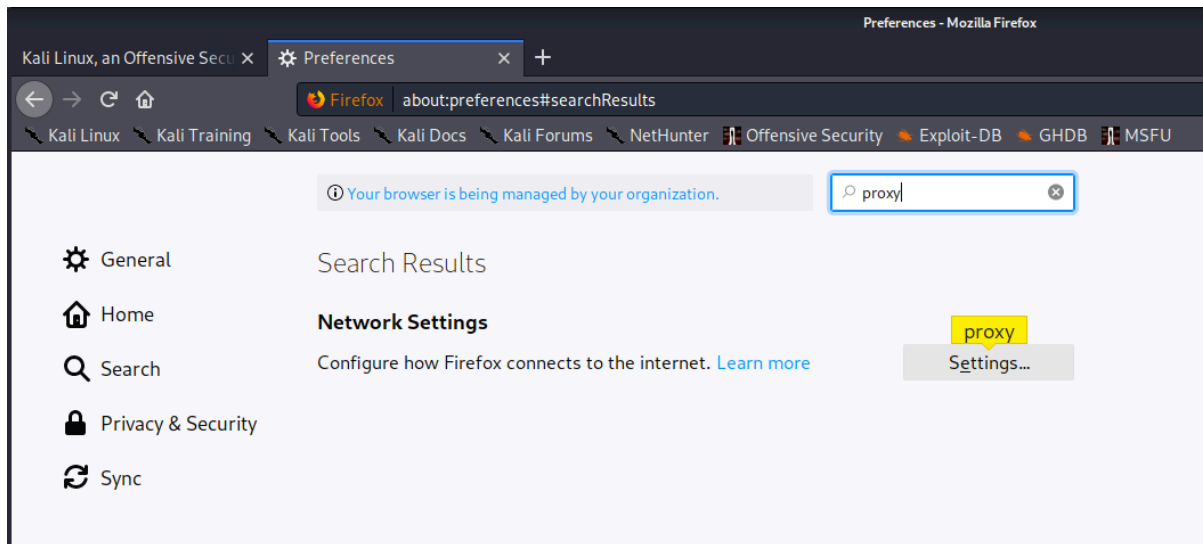 Preferences - Mozilla Firefox
Kali Linux, an Offensive Secu Preferences
Firefox about:preferences#searchResults
Kali Linux Kali Training Kali Tools Kali Docs Kali Forums NetHunter Offensive Security Exploit-DB GHDB MSFU
Your browser is being managed by your organization. proxy
General
Home
Search
Privacy & Security
Sync
Search Results
Network Settings
proxy
Configure how Firefox connects to the internet. Learn more Settings...